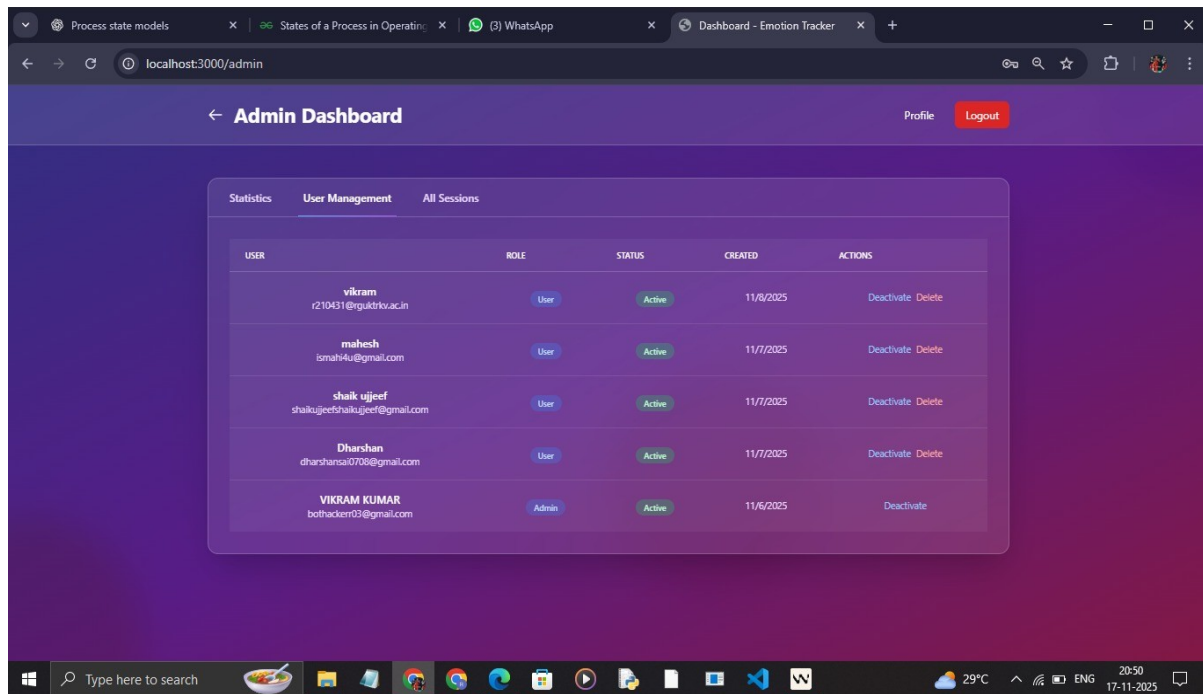 Process state models
States of a Process in Operating
(3) WhatsApp
Dashboard - Emotion Tracker
localhost:3000/admin
Admin Dashboard
Profile
Logout
Statistics User Management All Sessions
USER ROLE STATUS CREATED ACTIONS
vikram
r210431@rguktrkv.ac.in
User Active 11/8/2025 Deactivate Delete
mahesh
ismahi4u@gmail.com
User Active 11/7/2025 Deactivate Delete
shaik ujjeef
shaikujjeefshaikujjeef@gmail.com
User Active 11/7/2025 Deactivate Delete
Dharshan
dharshansai0708@gmail.com
User Active 11/7/2025 Deactivate Delete
VIKRAM KUMAR
bothackerr03@gmail.com
Admin Active 11/6/2025 Deactivate
Type here to search
29°C
ENG
20:50
17-11-2025